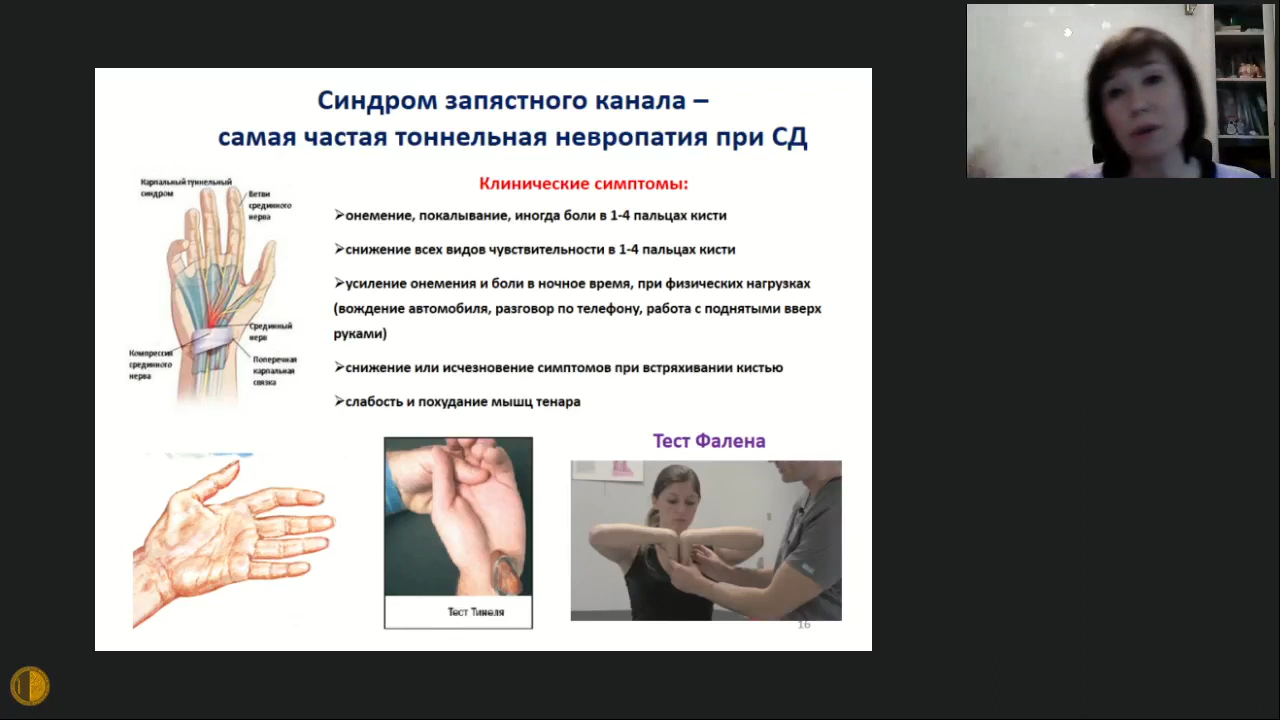 Синдром запястного канала –
самая частая тоннельная невропатия при СД
Карпальный туннельный
синдром
Ветви
срединного
нерва
Срединный
нерв
Компрессия
срединного
нерва
Поперечная
карпальная
связка
Клинические симптомы:
➢онемение, покалывание, иногда боли в 1-4 пальцах кисти
➢снижение всех видов чувствительности в 1-4 пальцах кисти
➢усиление онемения и боли в ночное время, при физических нагрузках
(вождение автомобиля, разговор по телефону, работа с поднятыми вверх
руками)
➢снижение или исчезновение симптомов при встряхивании кистью
➢слабость и похудание мышц тенара
Тест Фалена
Тест Тинеля
16